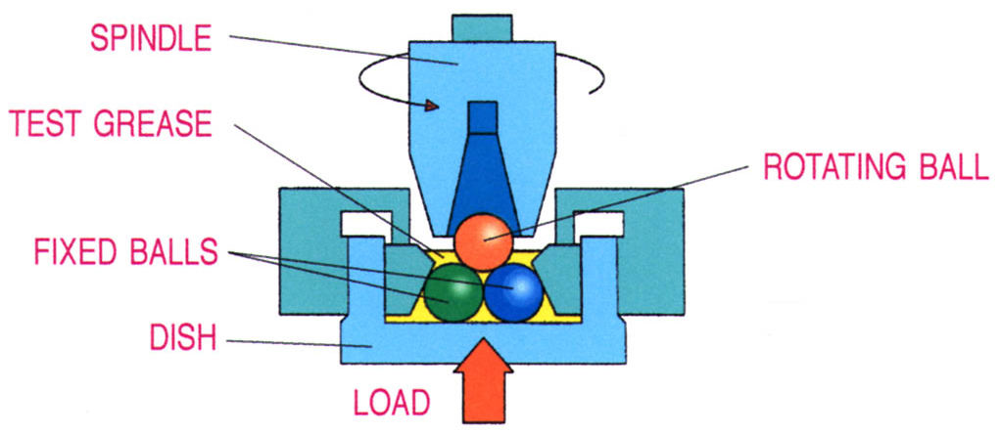 SPINDLE
TEST GREASE
ROTATING BALL
FIXED BALLS
DISH
LOAD